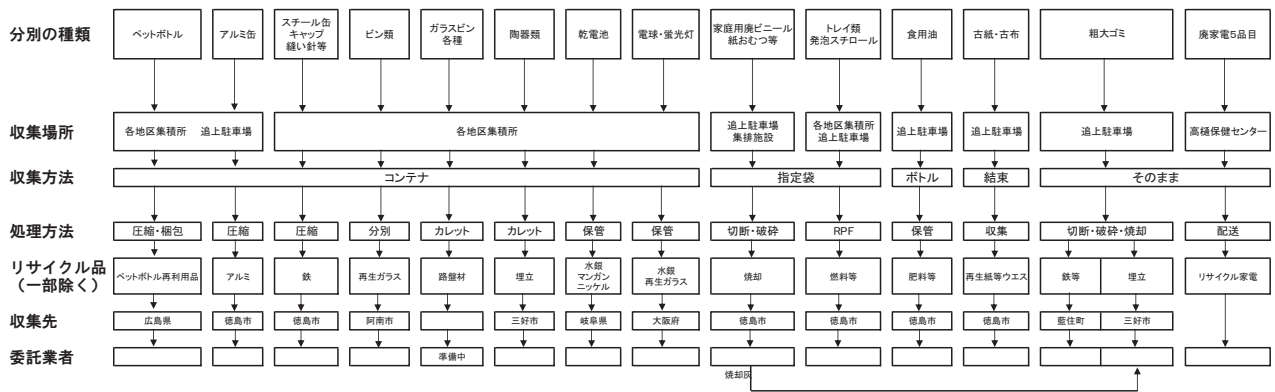 分別の種類
ペットボトル
アルミ缶
スチール缶
キャップ
縫い針等
ビン類
ガラスビン
各種
陶器類
乾電池
電球・蛍光灯
家庭用廃ビニール
紙おむつ等
トレイ類
発泡スチロール
食用油
古紙・古布
粗大ゴミ
廃家電5品目
収集場所
各地区集積所 追上駐車場
各地区集積所
追上駐車場
集排施設
各地区集積所
追上駐車場
追上駐車場
追上駐車場
追上駐車場
高樋保健センター
収集方法
コンテナ
指定袋
ボトル
結束
そのまま
処理方法
圧縮・梱包
圧縮
圧縮
分別
カレット
カレット
保管
保管
切断・破砕
RPF
保管
収集
切断・破砕・焼却
配送
リサイクル品
(一部除く)
ペットボトル再利用品
アルミ
鉄
再生ガラス
路盤材
埋立
水銀
マンガン
ニッケル
水銀
再生ガラス
焼却
燃料等
肥料等
再生紙等ウエス
鉄等
埋立
リサイクル家電
収集先
広島県
徳島市
徳島市
阿南市
三好市
岐阜県
大阪府
徳島市
徳島市
徳島市
徳島市
藍住町
三好市
委託業者
準備中
焼却灰